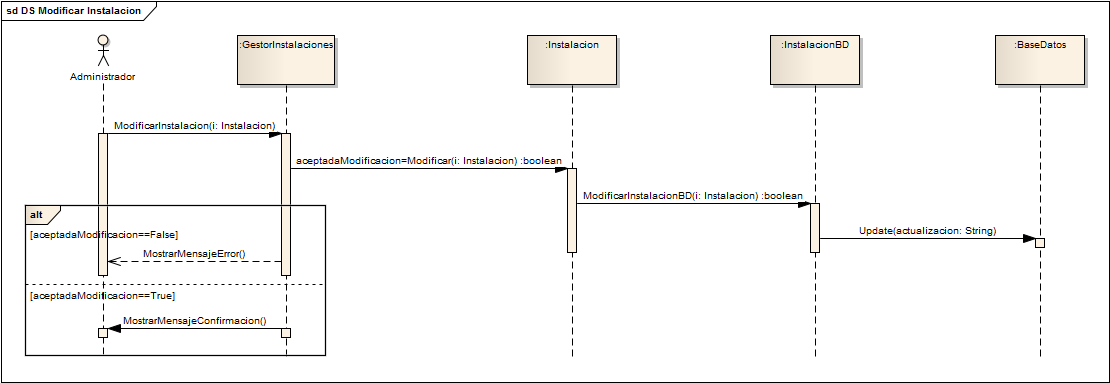 sd DS Modificar Instalacion
Administrador
:GestorInstalaciones
:Instalacion
:InstalacionBD
:BaseDatos
ModificarInstalacion(i: Instalacion)
aceptadaModificacion=Modificar(i: Instalacion) :boolean
ModificarInstalacionBD(i: Instalacion) :boolean
alt
[aceptadaModificacion==False]
Update(actualizacion: String)
MostrarMensajeError()
[aceptadaModificacion==True]
MostrarMensajeConfirmacion()